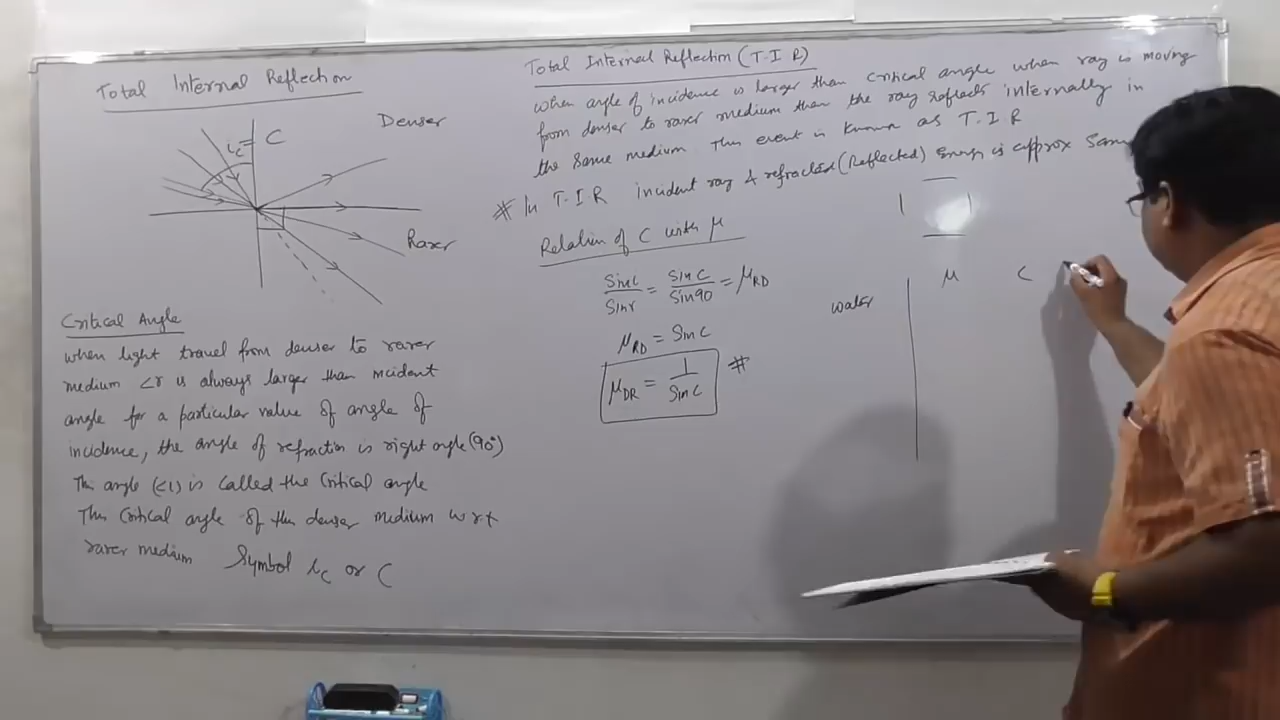 Total Internal Reflection
Denser
ic = C
Rarer
Critical Angle
when light travel from denser to rarer
medium <r is always larger than incident
angle for a particular value of angle of
incidence, the angle of refraction is right angle (90°)
This angle (<i) is called the Critical angle
This Critical angle of the denser medium w r t
rarer medium Symbol ic or C
Total Internal Reflection (T.I.R)
when angle of incidence is larger than critical angle when ray is moving
from denser to rarer medium than the ray reflects internally in
the same medium This event is known as T.I.R
# In T.I.R incident ray & refracted (Reflected) Energy is approx Sam
Relation of C with μ
Sin i / Sin r = Sin C / Sin 90 = μRD
μRD = Sin C
μDR = 1 / Sin C #
μ C
water